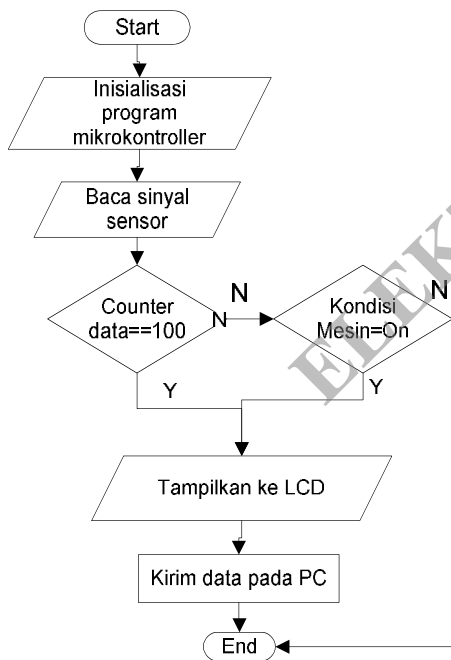 Start
Inisialisasi
program
mikrokontroller
Baca sinyal
sensor
Counter
data==100
N
N
Kondisi
Mesin=On
N
Y
Y
Tampilkan ke LCD
Kirim data pada PC
End
ELEK